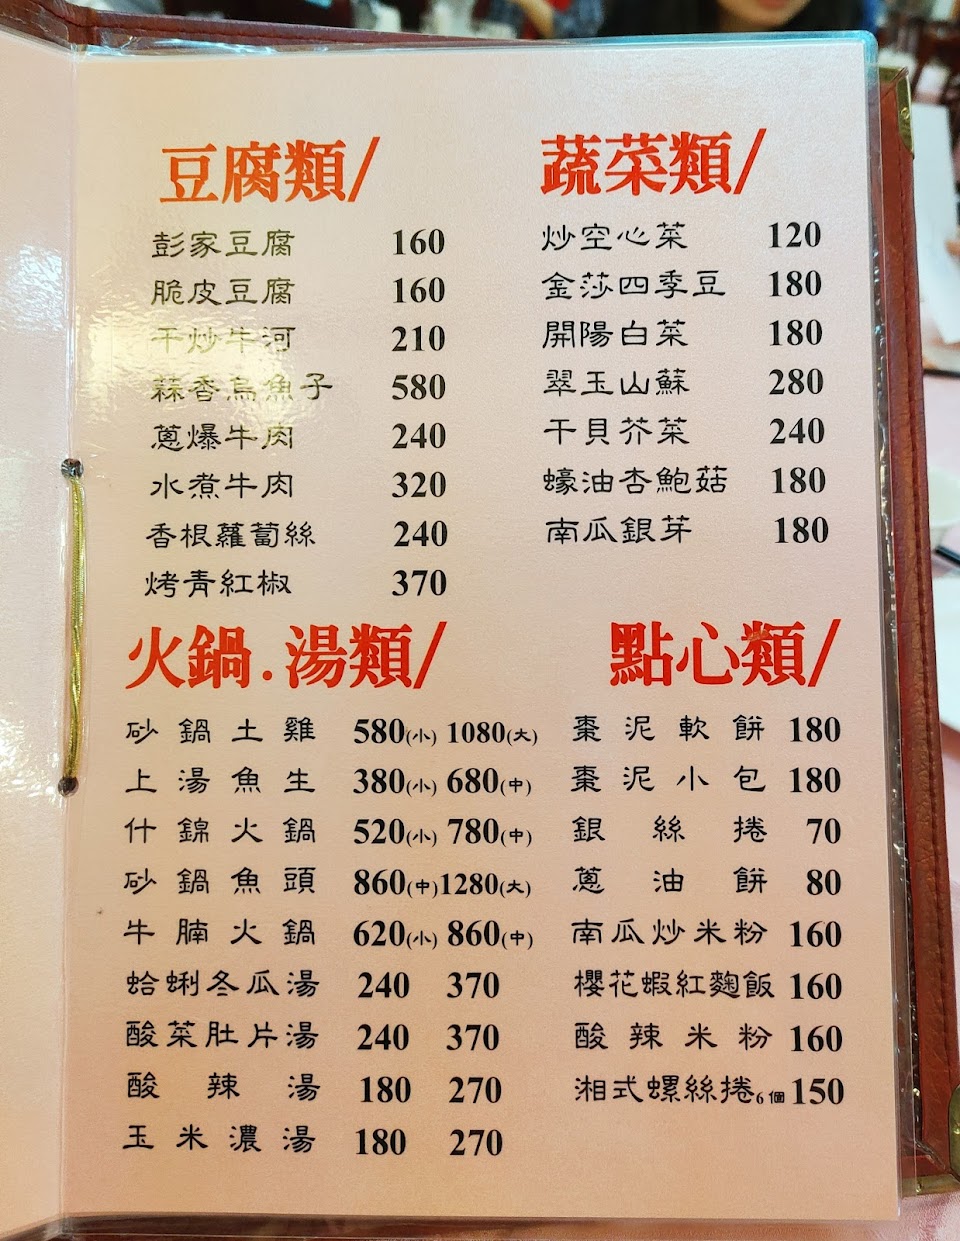 豆腐類/
彭家豆腐 160
脆皮豆腐 160
干炒牛河 210
蒜香烏魚子 580
蔥爆牛肉 240
水煮牛肉 320
香根蘿蔔絲 240
烤青紅椒 370
蔬菜類/
炒空心菜 120
金莎四季豆 180
開陽白菜 180
翠玉山蘇 280
干貝芥菜 240
蠔油杏鮑菇 180
南瓜銀芽 180
火鍋.湯類/
砂鍋土雞 580(小) 1080(大)
上湯魚生 380(小) 680(中)
什錦火鍋 520(小) 780(中)
砂鍋魚頭 860(中) 1280(大)
牛腩火鍋 620(小) 860(中)
蛤蜊冬瓜湯 240 370
酸菜肚片湯 240 370
酸辣湯 180 270
玉米濃湯 180 270
點心類/
棗泥軟餅 180
棗泥小包 180
銀絲捲 70
蔥油餅 80
南瓜炒米粉 160
櫻花蝦紅麴飯 160
酸辣米粉 160
湘式螺絲捲6個 150